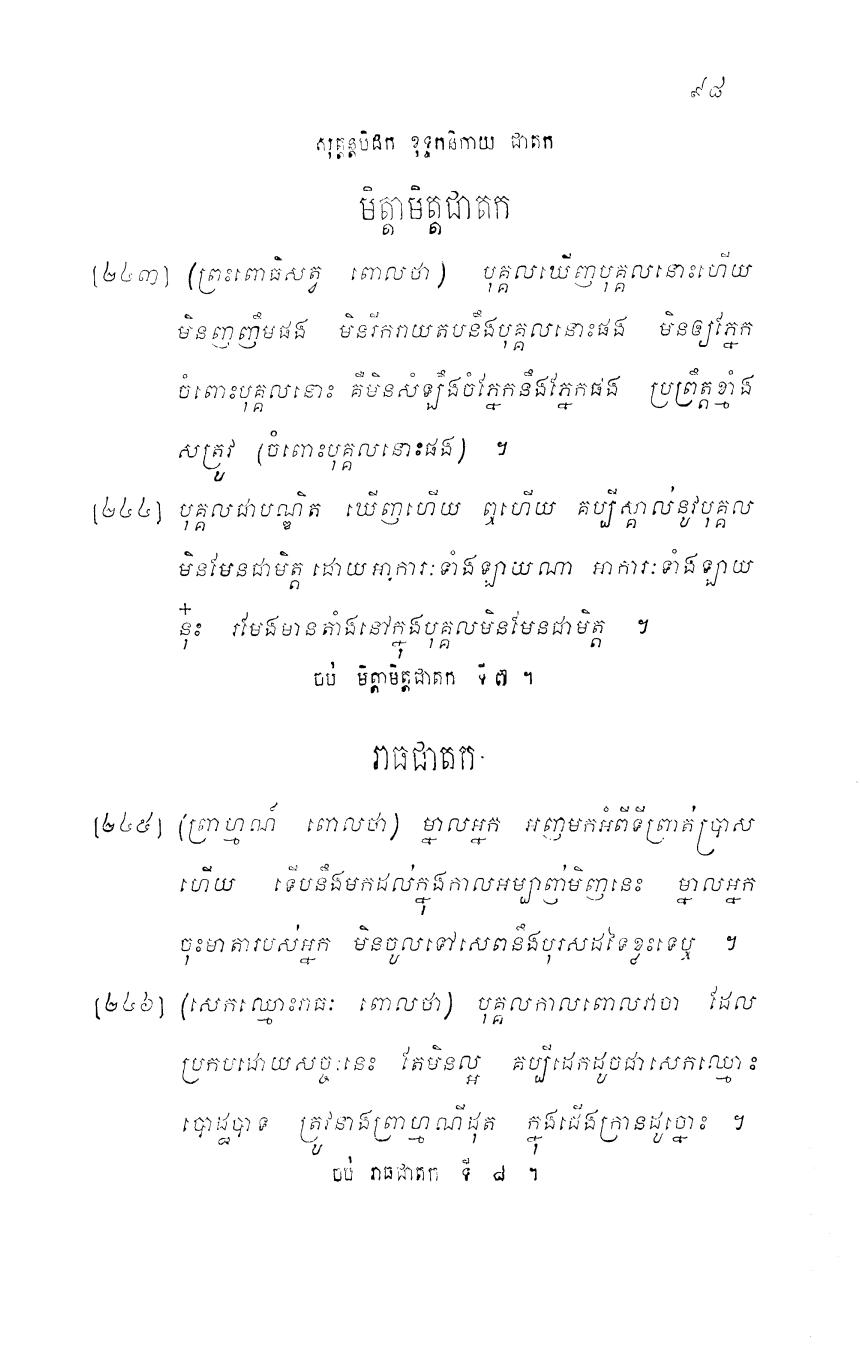 ៩៨
សុត្តន្តបិដក ខុទ្ទកនិកាយ ជាតក
មិត្តាមិត្តជាតក
[២៤៣] (ព្រះពោធិសត្វ ពោលថា) បុគ្គលឃើញបុគ្គលនោះហើយ
មិនញញឹមផង មិនរីករាយតបនឹងបុគ្គលនោះផង មិនឲ្យភ្នែក
ចំពោះបុគ្គលនោះ គឺមិនសំឡឹងចំភ្នែកនឹងភ្នែកផង ប្រព្រឹត្តខ្មាំង
សត្រូវ (ចំពោះបុគ្គលនោះផង) ។
[២៤៤] បុគ្គលជាបណ្ឌិត ឃើញហើយ ឮហើយ គប្បីស្គាល់នូវបុគ្គល
មិនមែនជាមិត្ត ដោយអាការៈទាំងឡាយណា អាការៈទាំងឡាយ
នុ៎ះ រមែងមានតាំងនៅក្នុងបុគ្គលមិនមែនជាមិត្ត ។
ចប់ មិត្តាមិត្តជាតក ទី៧ ។
រាធជាតក
[២៤៥] (ព្រាហ្មណ៍ ពោលថា) ម្នាលអ្នក អញមកអំពីទីព្រាត់ប្រាស
ហើយ ទើបនឹងមកដល់ក្នុងកាលអម្បាញ់មិញនេះ ម្នាលអ្នក
ចុះមាតារបស់អ្នក មិនចូលទៅសេពនឹងបុរសដទៃខ្លះទេឬ ។
[២៤៦] (សេកឈ្មោះរាធៈ ពោលថា) បុគ្គលកាលពោលវាចា ដែល
ប្រកបដោយសច្ចៈនេះ តែមិនល្អ គប្បីដេកដូចជាសេកឈ្មោះ
បោដ្ឋបាទ ត្រូវនាងព្រាហ្មណីដុត ក្នុងជើងក្រានដូច្នោះ ។
ចប់ រាធជាតក ទី ៨ ។